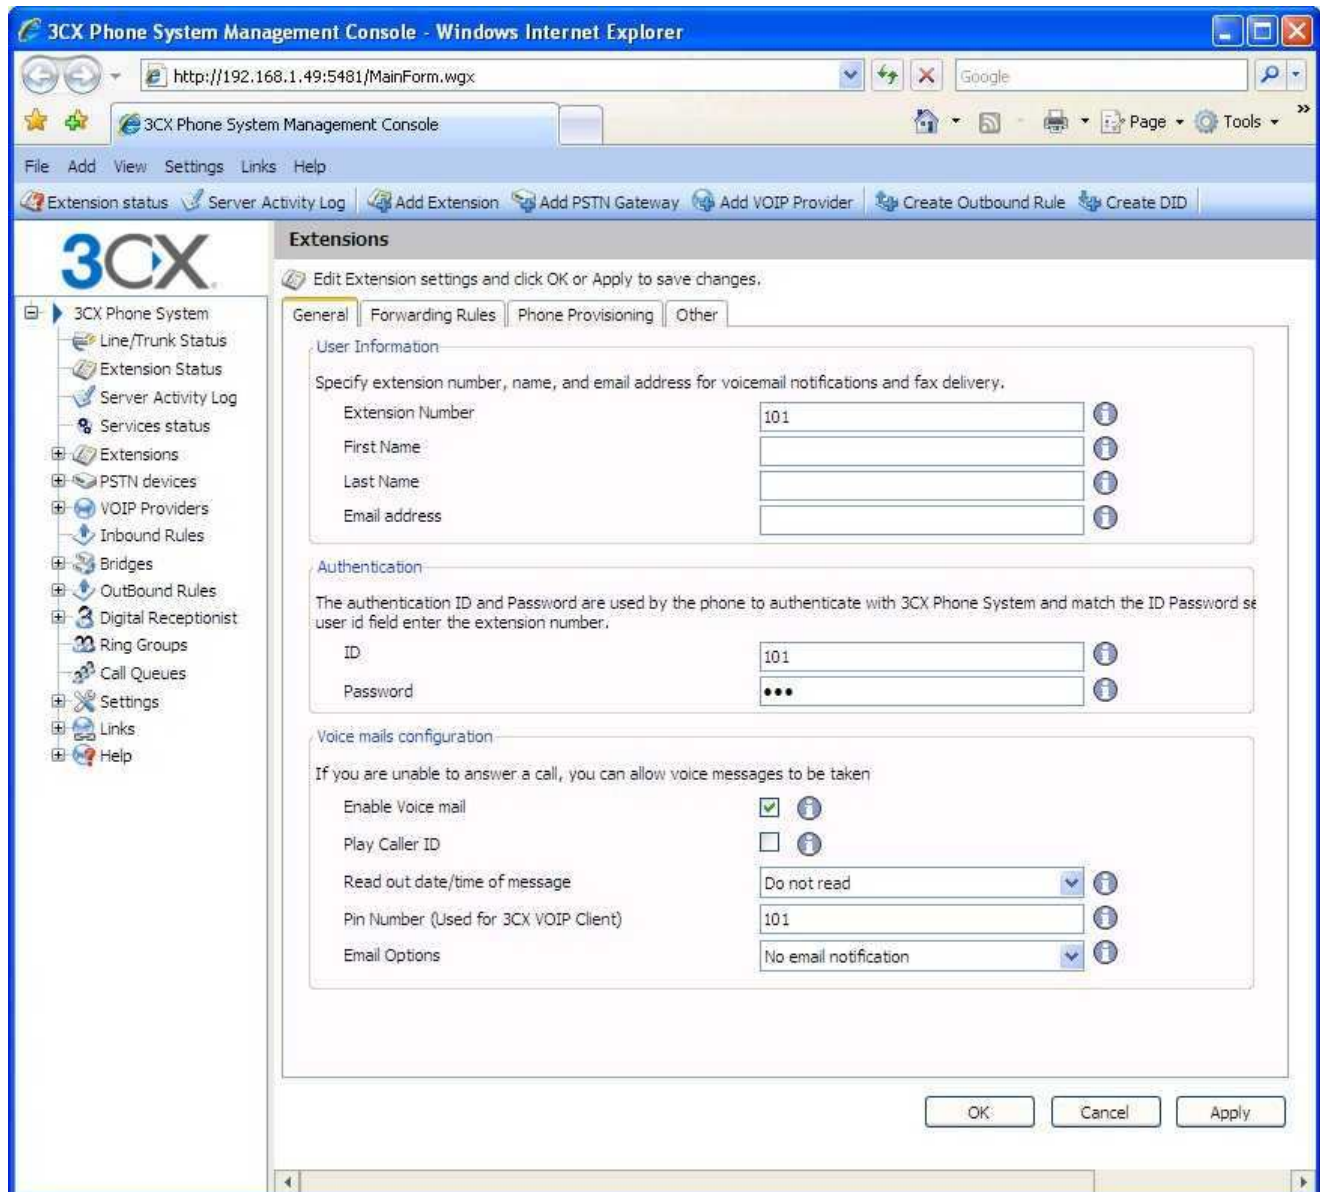 3CX Phone System Management Console - Windows Internet Explorer
http://192.168.1.49:5481/MainForm.wgx
Google
3CX Phone System Management Console
Page
Tools
File Add View Settings Links Help
Extension status Server Activity Log Add Extension Add PSTN Gateway Add VOIP Provider Create Outbound Rule Create DID
3CX
3CX Phone System
Line/Trunk Status
Extension Status
Server Activity Log
Services status
Extensions
PSTN devices
VOIP Providers
Inbound Rules
Bridges
OutBound Rules
Digital Receptionist
Ring Groups
Call Queues
Settings
Links
Help
Extensions
Edit Extension settings and click OK or Apply to save changes.
General Forwarding Rules Phone Provisioning Other
User Information
Specify extension number, name, and email address for voicemail notifications and fax delivery.
Extension Number 101
First Name
Last Name
Email address
Authentication
The authentication ID and Password are used by the phone to authenticate with 3CX Phone System and match the ID Password se
user id field enter the extension number.
ID 101
Password •••
Voice mails configuration
If you are unable to answer a call, you can allow voice messages to be taken
Enable Voice mail
Play Caller ID
Read out date/time of message Do not read
Pin Number (Used for 3CX VOIP Client) 101
Email Options No email notification
OK Cancel Apply